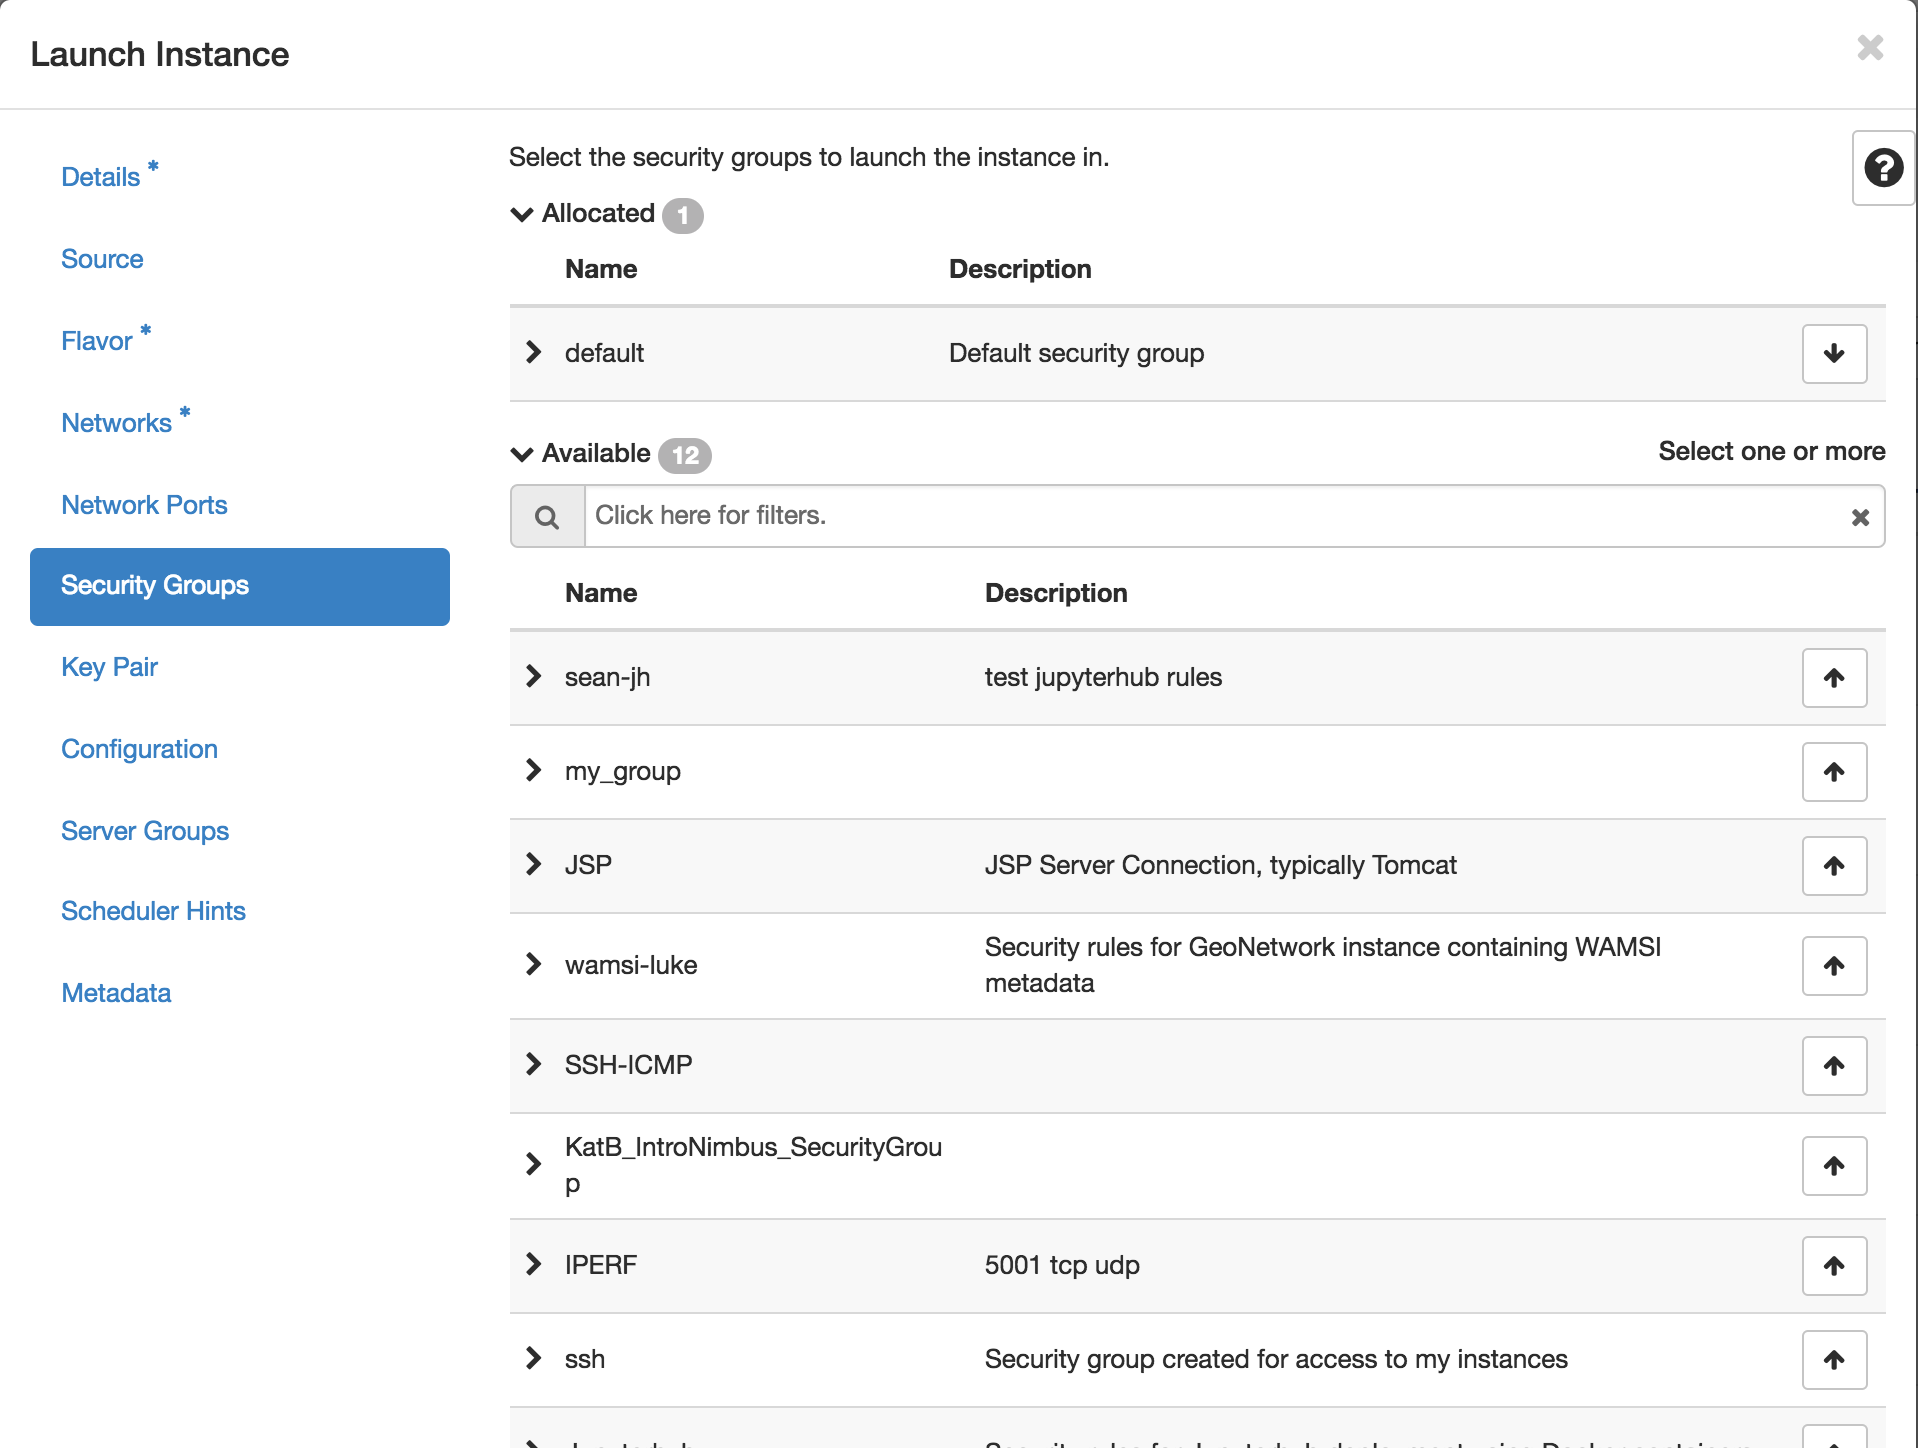 Launch Instance
Details *
Source
Flavor *
Networks *
Network Ports
Security Groups
Key Pair
Configuration
Server Groups
Scheduler Hints
Metadata
Select the security groups to launch the instance in.
Allocated 1
Name Description
default Default security group
Available 12 Select one or more
Click here for filters.
Name Description
sean-jh test jupyterhub rules
my_group
JSP JSP Server Connection, typically Tomcat
wamsi-luke Security rules for GeoNetwork instance containing WAMSI
metadata
SSH-ICMP
KatB_IntroNimbus_SecurityGrou
p
IPERF 5001 tcp udp
ssh Security group created for access to my instances